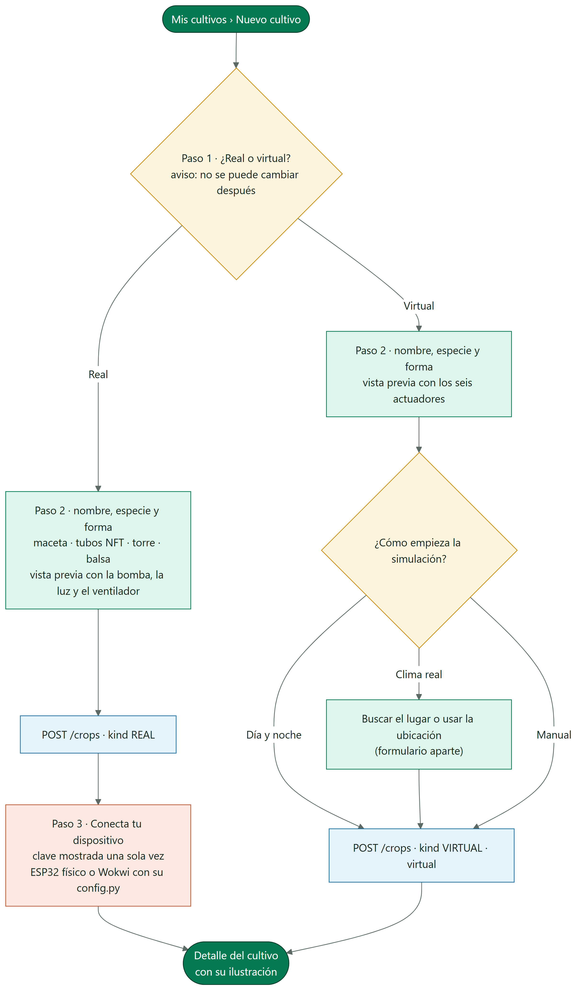 Mis cultivos › Nuevo cultivo
Paso 1 · ¿Real o virtual?
aviso: no se puede cambiar
después
Virtual
Paso 2 · nombre, especie y
forma
vista previa con los seis
actuadores
Real
Paso 2 · nombre, especie y
forma
maceta · tubos NFT · torre ·
balsa
vista previa con la bomba, la
luz y el ventilador
¿Cómo empieza la
simulación?
Clima real
Día y noche
Buscar el lugar o usar la
ubicación
(formulario aparte)
Manual
POST /crops · kind REAL
Paso 3 · Conecta tu
dispositivo
clave mostrada una sola vez
ESP32 físico o Wokwi con su
config.py
POST /crops · kind VIRTUAL ·
virtual
Detalle del cultivo
con su ilustración